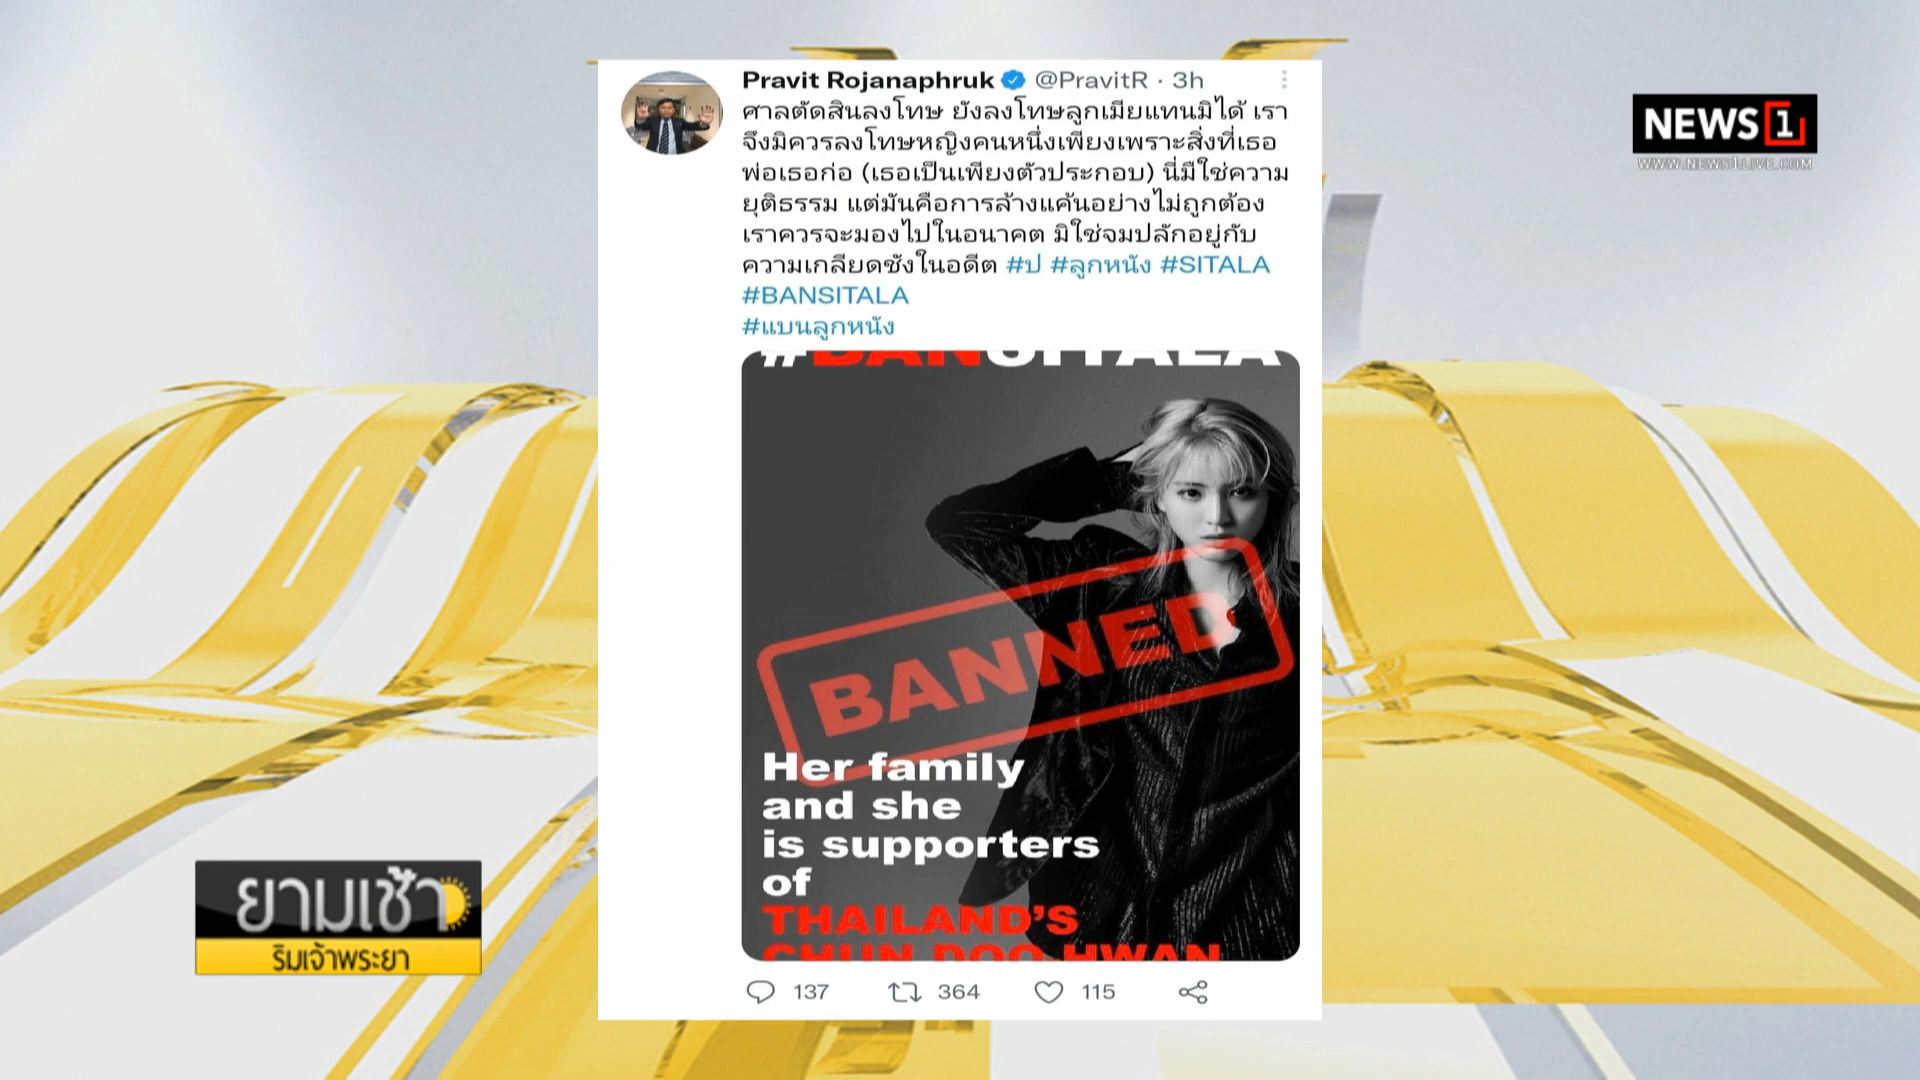 Pravit Rojanaphruk @PravitR · 3h
ศาลตัดสินลงโทษ ยังลงโทษลูกเมียแทนมิได้ เรา
จึงมิควรลงโทษหญิงคนหนึ่งเพียงเพราะสิ่งที่เธอ
พ่อเธอก่อ (เธอเป็นเพียงตัวประกอบ) นี่มืใช่ความ
ยุติธรรม แต่มันคือการล้างแค้นอย่างไม่ถูกต้อง
เราควรจะมองไปในอนาคต มิใช่จมปลักอยู่กับ
ความเกลียดชังในอดีต #ป #ลูกหนัง #SITALA
#BANSITALA
#แบนลูกหนัง
#BANSITALA
BANNED
Her family
and she
is supporters
of
THAILAND'S
CHUN DOO-HWAN
137 364 115
NEWS 1
WWW.NEWS1LIVE.COM
ยามเช้า
ริมเจ้าพระยา